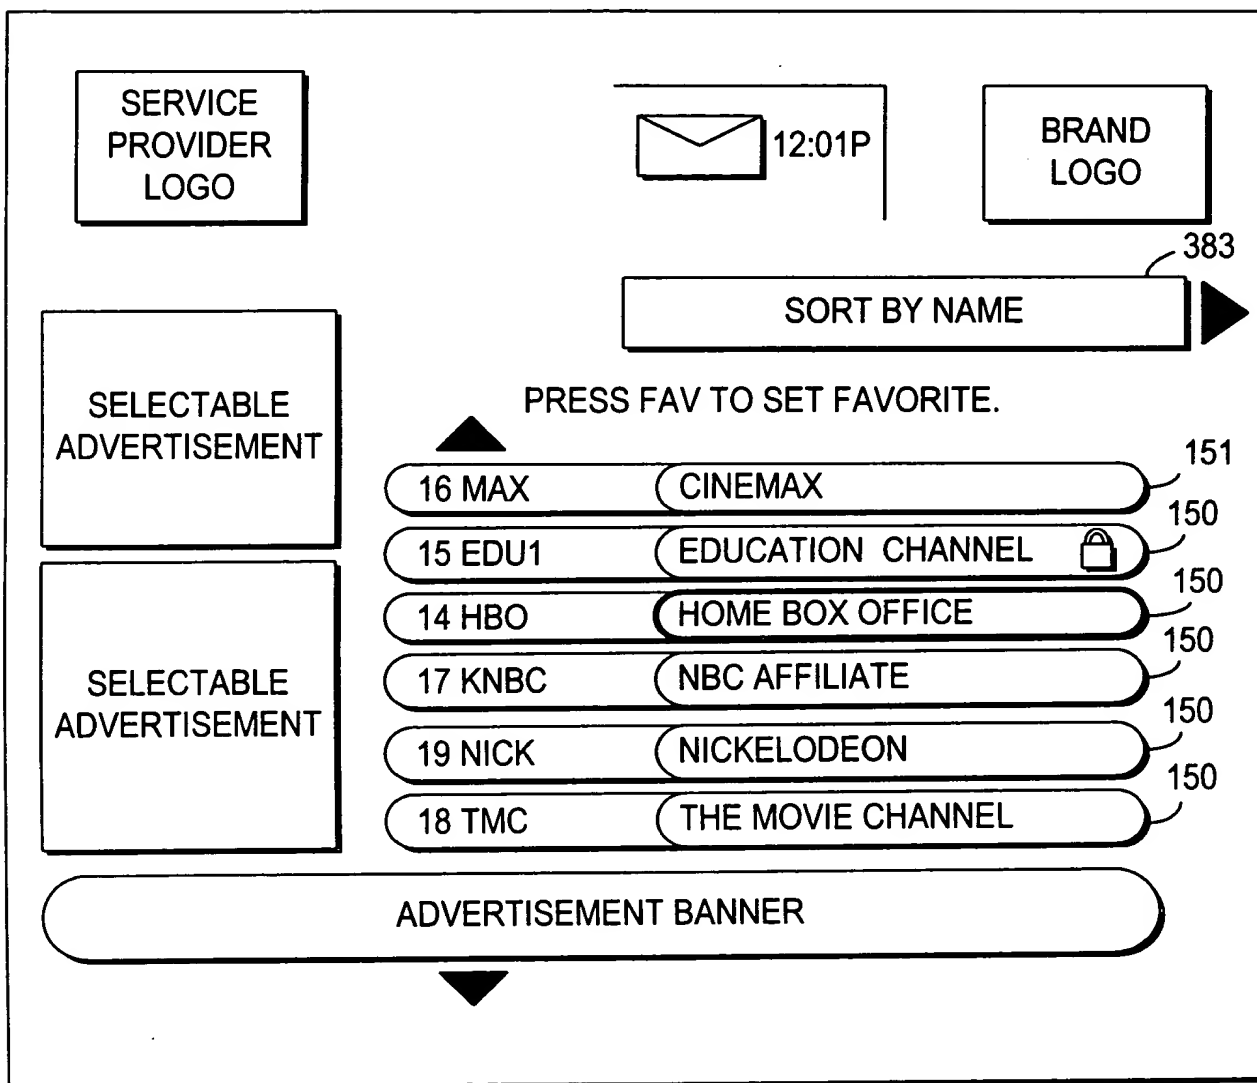 SERVICE
PROVIDER
LOGO
12:01P
BRAND
LOGO
383
SORT BY NAME
SELECTABLE
ADVERTISEMENT
PRESS FAV TO SET FAVORITE.
16 MAX CINEMAX 151
15 EDU1 EDUCATION CHANNEL 150
14 HBO HOME BOX OFFICE 150
17 KNBC NBC AFFILIATE 150
19 NICK NICKELODEON 150
18 TMC THE MOVIE CHANNEL 150
SELECTABLE
ADVERTISEMENT
ADVERTISEMENT BANNER